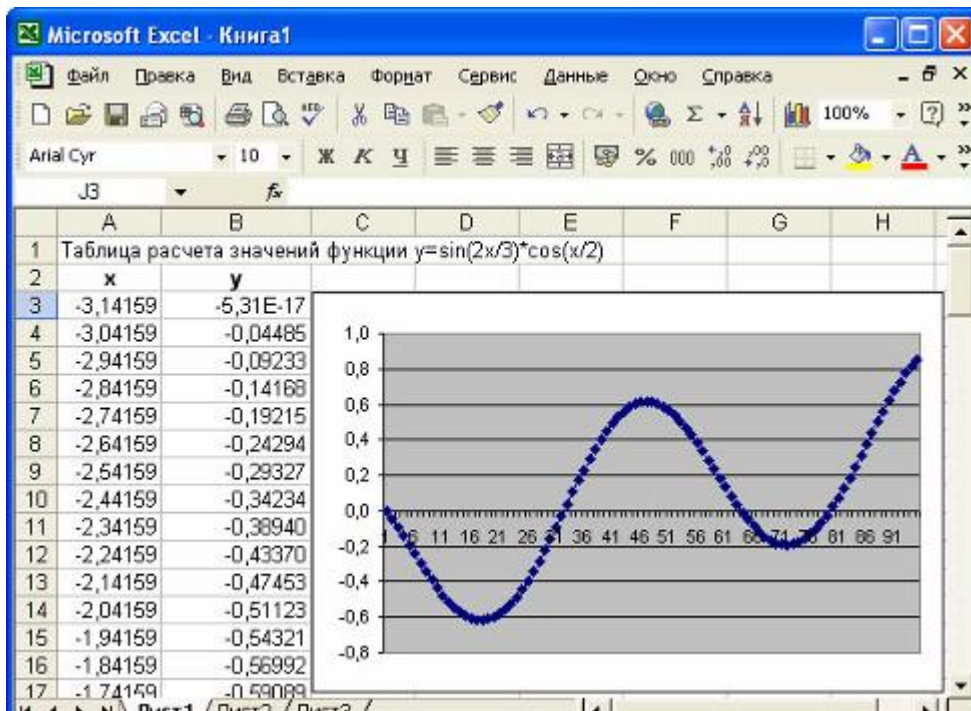 Microsoft Excel - Книга1
Файл Правка Вид Вставка Формат Сервис Данные Окно Справка
100%
Arial Cyr 10 Ж К Ч % 000
J3 fx
A B C D E F G H
1 Таблица расчета значений функции y=sin(2x/3)*cos(x/2)
2 x y
3 -3,14159 -5,31E-17
4 -3,04159 -0,04485
5 -2,94159 -0,09233
6 -2,84159 -0,14168
7 -2,74159 -0,19215
8 -2,64159 -0,24294
9 -2,54159 -0,29327
10 -2,44159 -0,34234
11 -2,34159 -0,38940
12 -2,24159 -0,43370
13 -2,14159 -0,47453
14 -2,04159 -0,51123
15 -1,94159 -0,54321
16 -1,84159 -0,56992
17 -1,74159 -0,59089
1,0
0,8
0,6
0,4
0,2
0,0
-0,2
-0,4
-0,6
-0,8
1 6 11 16 21 26 31 36 41 46 51 56 61 66 71 76 81 86 91
Лист1 Лист2 Лист3